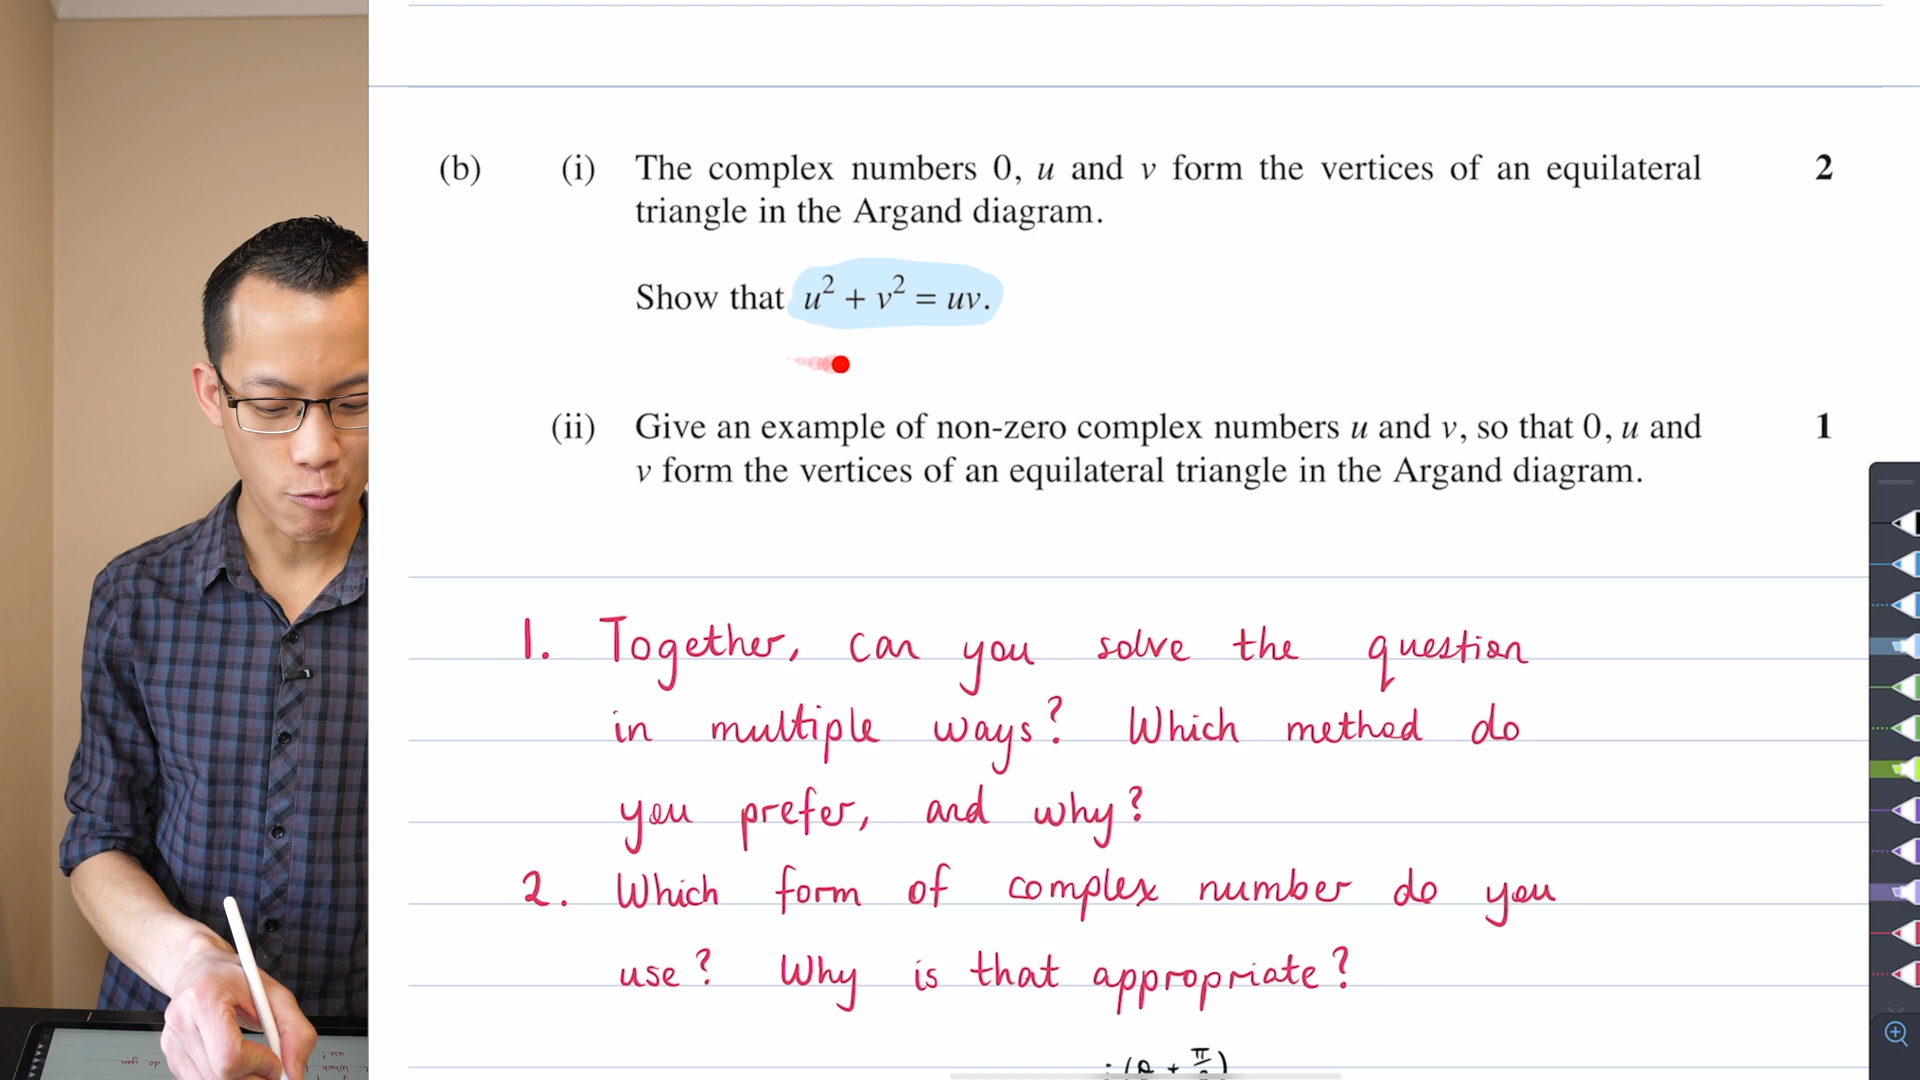 (b) (i) The complex numbers 0, u and v form the vertices of an equilateral 2
triangle in the Argand diagram.
Show that u² + v² = uv.
(ii) Give an example of non-zero complex numbers u and v, so that 0, u and 1
v form the vertices of an equilateral triangle in the Argand diagram.
1. Together, can you solve the question
in multiple ways? Which method do
you prefer, and why?
2. Which form of complex number do you
use? Why is that appropriate?